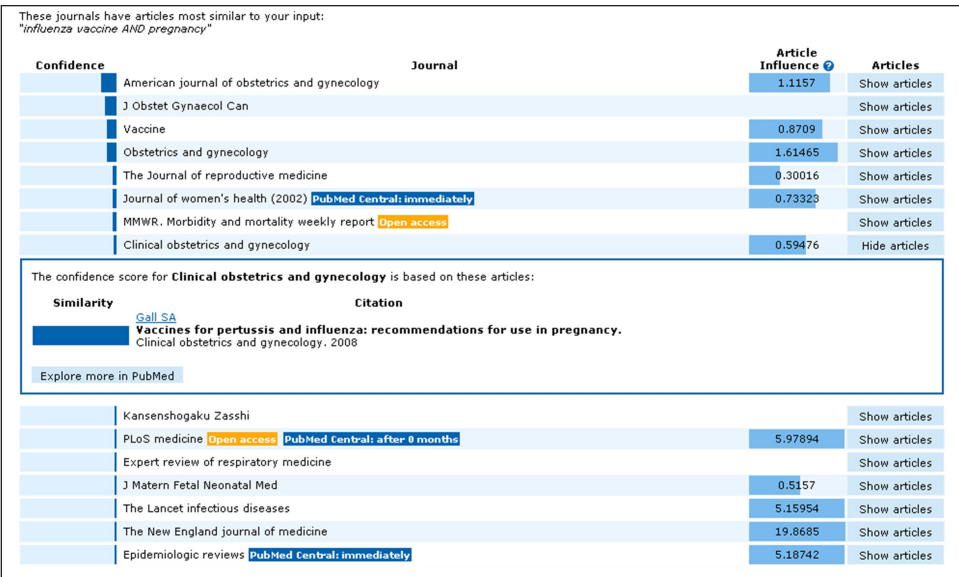 These journals have articles most similar to your input:
"influenza vaccine AND pregnancy"
Confidence Journal Article Influence ? Articles
American journal of obstetrics and gynecology 1.1157 Show articles
J Obstet Gynaecol Can Show articles
Vaccine 0.8709 Show articles
Obstetrics and gynecology 1.61465 Show articles
The Journal of reproductive medicine 0.30016 Show articles
Journal of women's health (2002) PubMed Central: immediately 0.73323 Show articles
MMWR. Morbidity and mortality weekly report Open access Show articles
Clinical obstetrics and gynecology 0.59476 Hide articles
The confidence score for Clinical obstetrics and gynecology is based on these articles:
Similarity Citation
Gall SA
Vaccines for pertussis and influenza: recommendations for use in pregnancy.
Clinical obstetrics and gynecology. 2008
Explore more in PubMed
Kansenshogaku Zasshi Show articles
PLoS medicine Open access PubMed Central: after 0 months 5.97894 Show articles
Expert review of respiratory medicine Show articles
J Matern Fetal Neonatal Med 0.5157 Show articles
The Lancet infectious diseases 5.15954 Show articles
The New England journal of medicine 19.8685 Show articles
Epidemiologic reviews PubMed Central: immediately 5.18742 Show articles